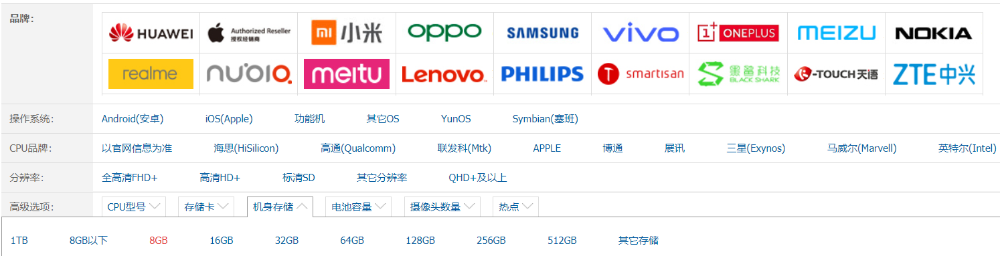 品牌：
HUAWEI Authorized Reseller 授权经销商 mi 小米 oppo SAMSUNG vivo 1+ ONEPLUS MEIZU NOKIA
realme nubia meitu Lenovo PHILIPS T smartisan 黑鲨科技 BLACK SHARK e-TOUCH天语 ZTE中兴
操作系统： Android(安卓) iOS(Apple) 功能机 其它OS YunOS Symbian(塞班)
CPU品牌： 以官网信息为准 海思(HiSilicon) 高通(Qualcomm) 联发科(Mtk) APPLE 博通 展讯 三星(Exynos) 马威尔(Marvell) 英特尔(Intel)
分辨率： 全高清FHD+ 高清HD+ 标清SD 其它分辨率 QHD+及以上
高级选项： CPU型号 存储卡 机身存储 电池容量 摄像头数量 热点
1TB 8GB以下 8GB 16GB 32GB 64GB 128GB 256GB 512GB 其它存储